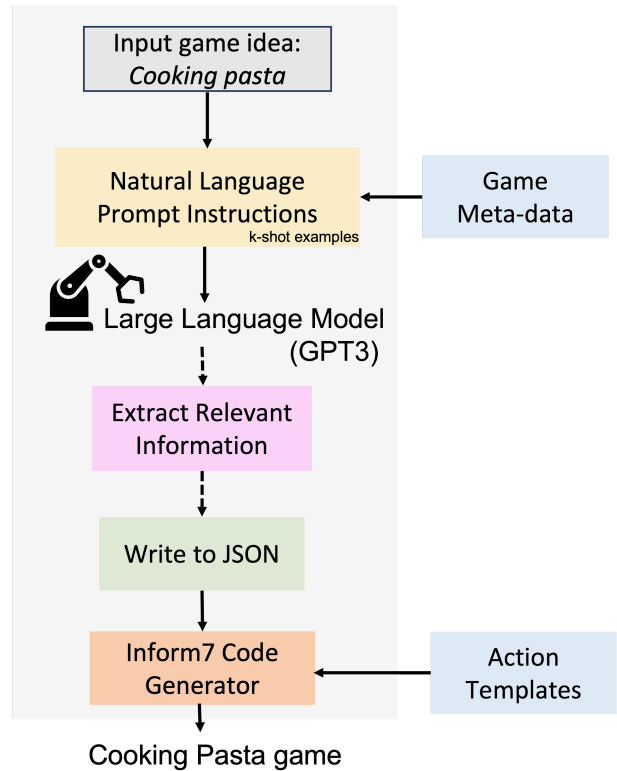 Input game idea:
Cooking pasta
Natural Language
Prompt Instructions
k-shot examples
Game
Meta-data
Large Language Model
(GPT3)
Extract Relevant
Information
Write to JSON
Inform7 Code
Generator
Action
Templates
Cooking Pasta game